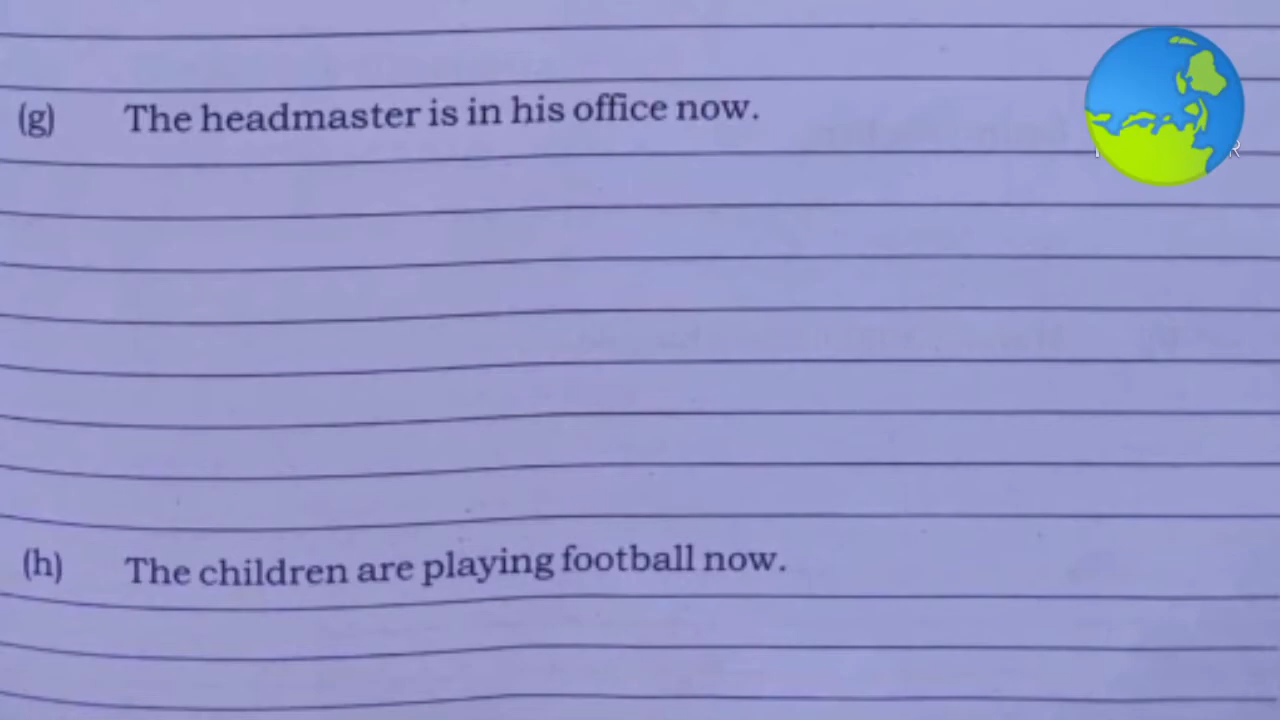 (g) The headmaster is in his office now.
(h) The children are playing football now.